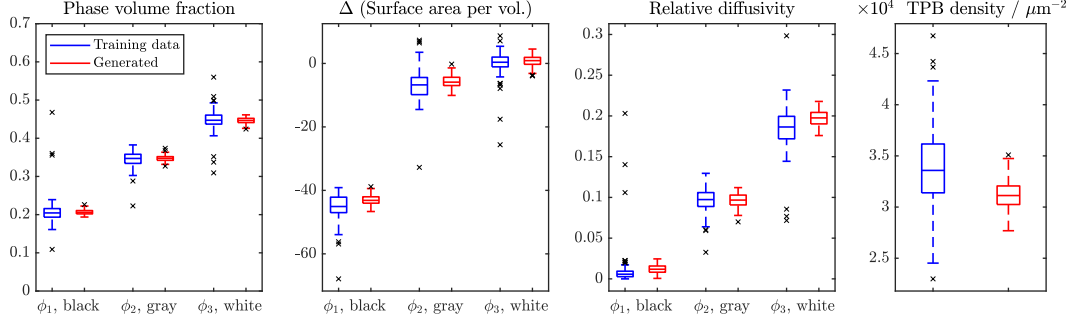 Phase volume fraction
0.7
0.6
0.5
0.4
0.3
0.2
0.1
0
Training data
Generated
ϕ₁, black ϕ₂, gray ϕ₃, white
Δ (Surface area per vol.)
0
−20
−40
−60
ϕ₁, black ϕ₂, gray ϕ₃, white
Relative diffusivity
0.3
0.25
0.2
0.15
0.1
0.05
0
ϕ₁, black ϕ₂, gray ϕ₃, white
×10⁴ TPB density / μm⁻²
4.5
3.5
3
2.5